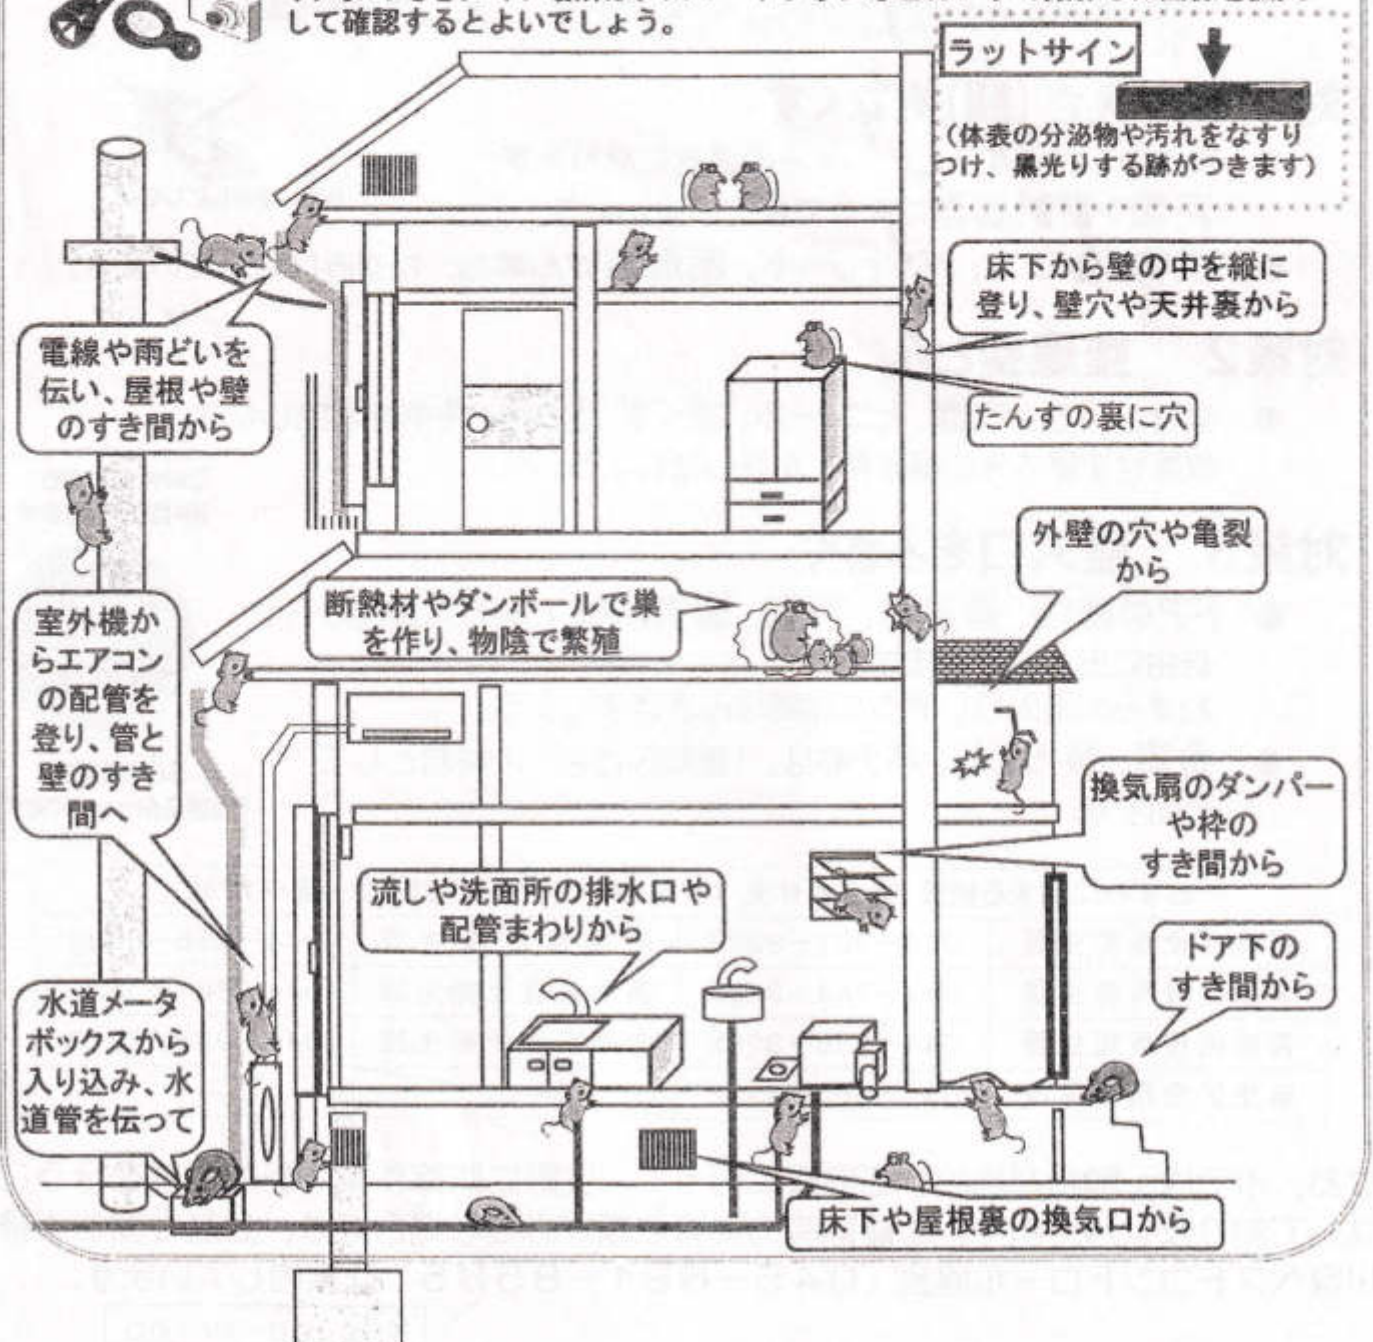 して確認するとよいでしょう。
ラットサイン
(体表の分泌物や汚れをなすり
つけ、黒光りする跡がつきます)
床下から壁の中を縦に
登り、壁穴や天井裏から
電線や雨どいを
伝い、屋根や壁
のすき間から
たんすの裏に穴
外壁の穴や亀裂
から
断熱材やダンボールで巣
を作り、物陰で繁殖
室外機か
らエアコン
の配管を
登り、管と
壁のすき
間へ
換気扇のダンパー
や枠の
すき間から
流しや洗面所の排水口や
配管まわりから
ドア下の
すき間から
水道メータ
ボックスから
入り込み、水
道管を伝って
床下や屋根裏の換気口から